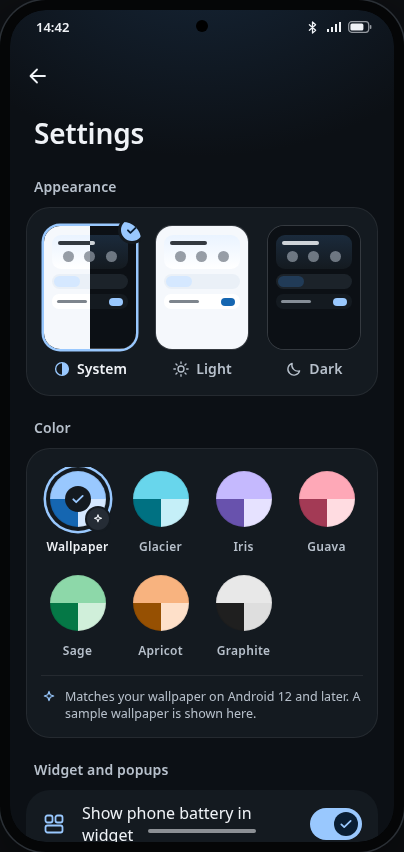 14:42
Settings
Appearance
System
Light
Dark
Color
Wallpaper
Glacier
Iris
Guava
Sage
Apricot
Graphite
Matches your wallpaper on Android 12 and later. A
sample wallpaper is shown here.
Widget and popups
Show phone battery in
widget